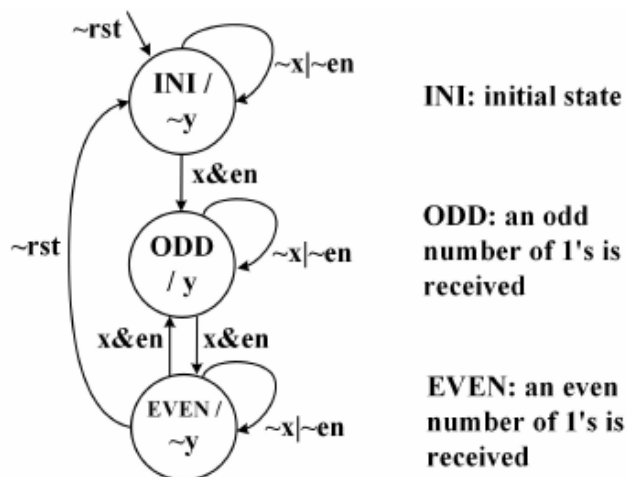 ~rst
INI /
~y
~x|~en
INI: initial state
x&en
ODD
/ y
~x|~en
ODD: an odd
number of 1's is
received
~rst
x&en
x&en
EVEN /
~y
~x|~en
EVEN: an even
number of 1's is
received